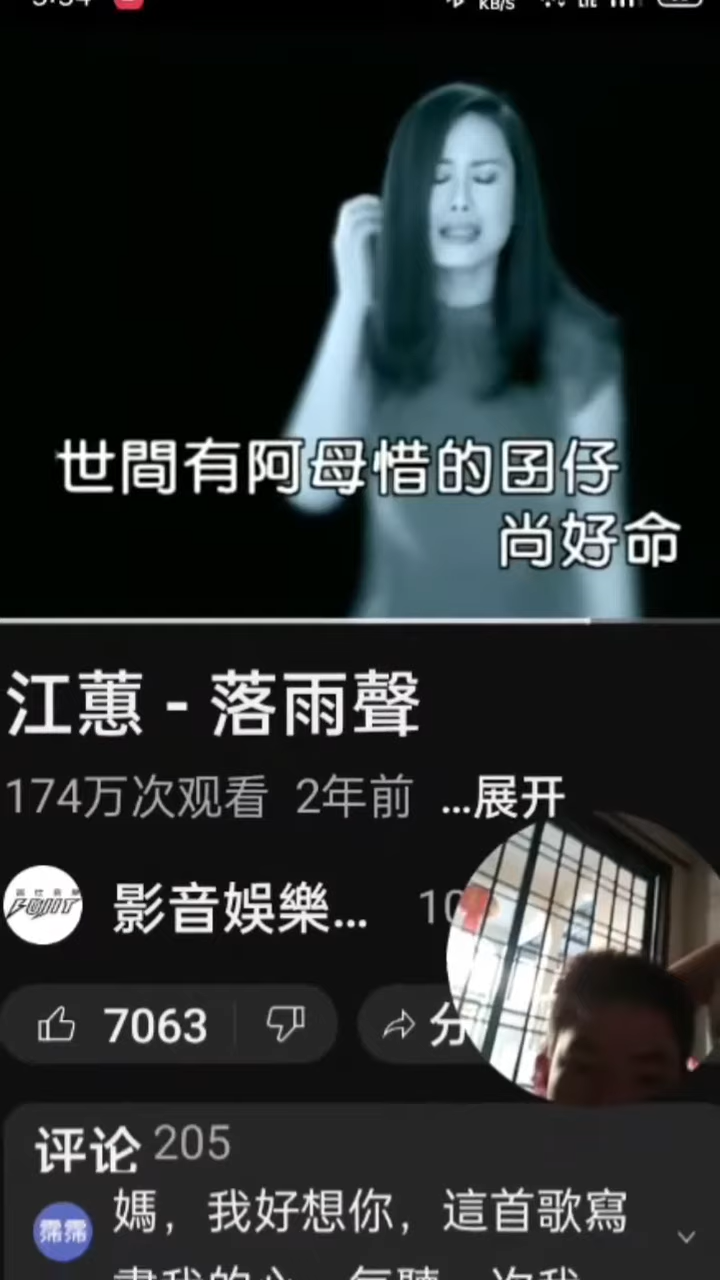 KB/S
世間有阿母惜的囝仔
尚好命
江蕙 - 落雨聲
174万次观看 2年前 ...展开
影音娛樂...
7063
分
评论 205
霈霈
媽，我好想你，這首歌寫